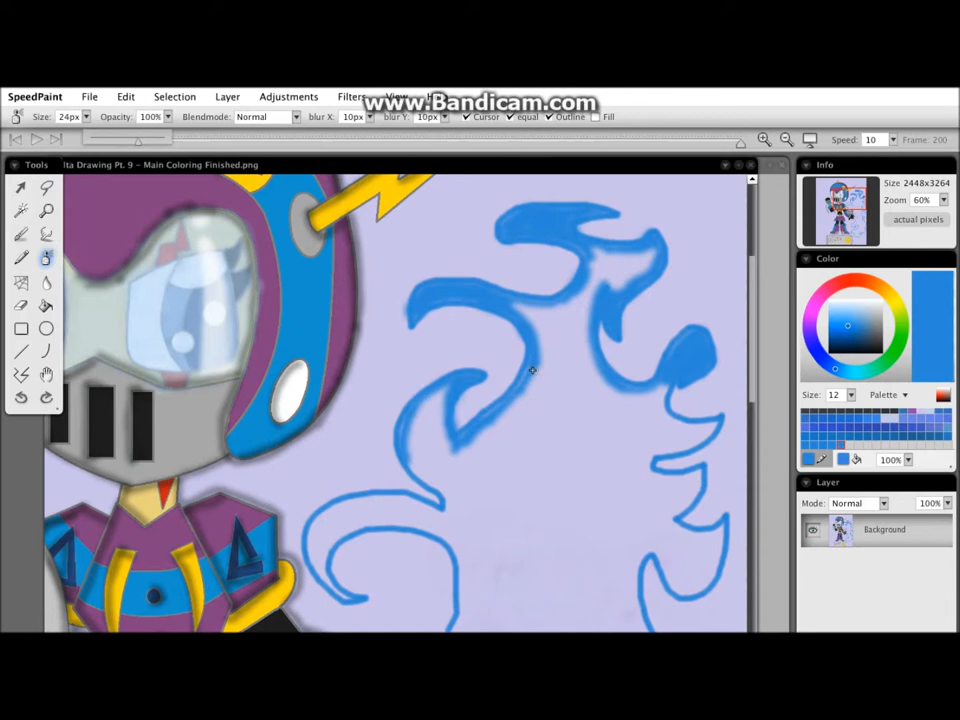 www.Bandicam.com
SpeedPaint File Edit Selection Layer Adjustments Filters View
Size: 24px Opacity: 100% Blendmode: Normal blur X: 10px blur Y: 10px Cursor equal Outline Fill
Speed: 10 Frame: 200
Tools
lta Drawing Pt. 9 - Main Coloring Finished.png
Info
Size 2448x3264
Zoom 60%
actual pixels
Color
Size: 12 Palette
100%
Layer
Mode: Normal 100%
Background